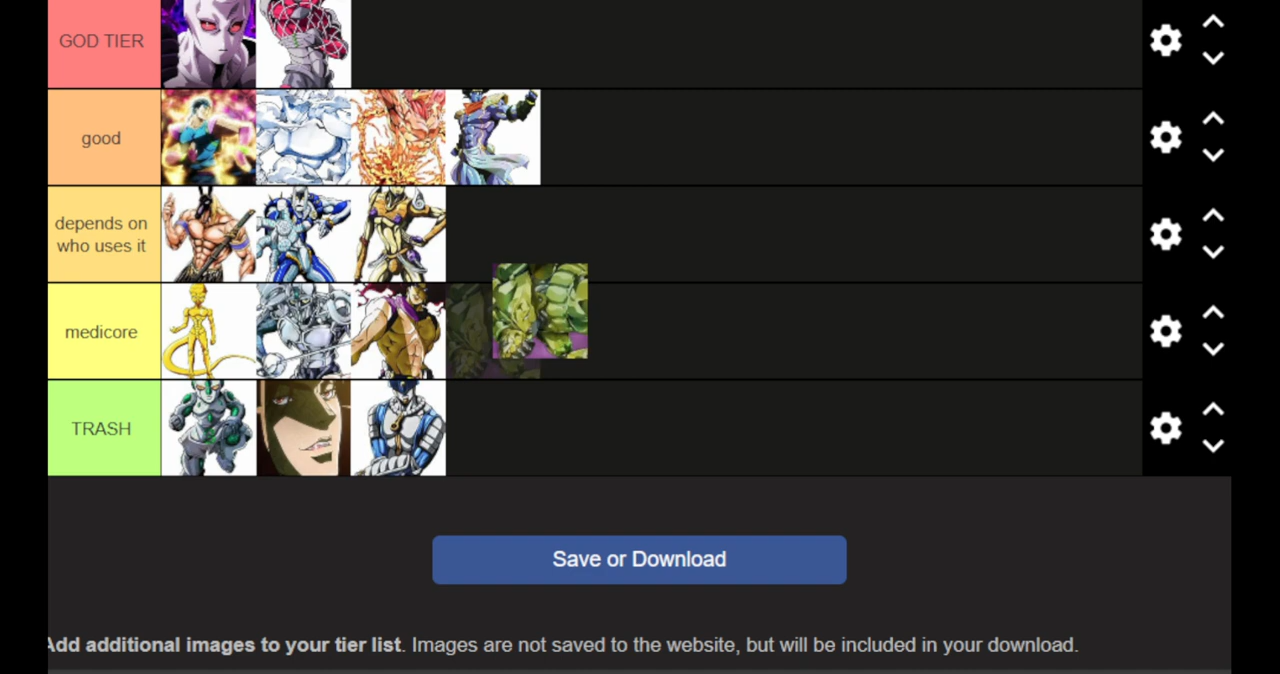 GOD TIER
good
depends on
who uses it
medicore
TRASH
Save or Download
Add additional images to your tier list. Images are not saved to the website, but will be included in your download.